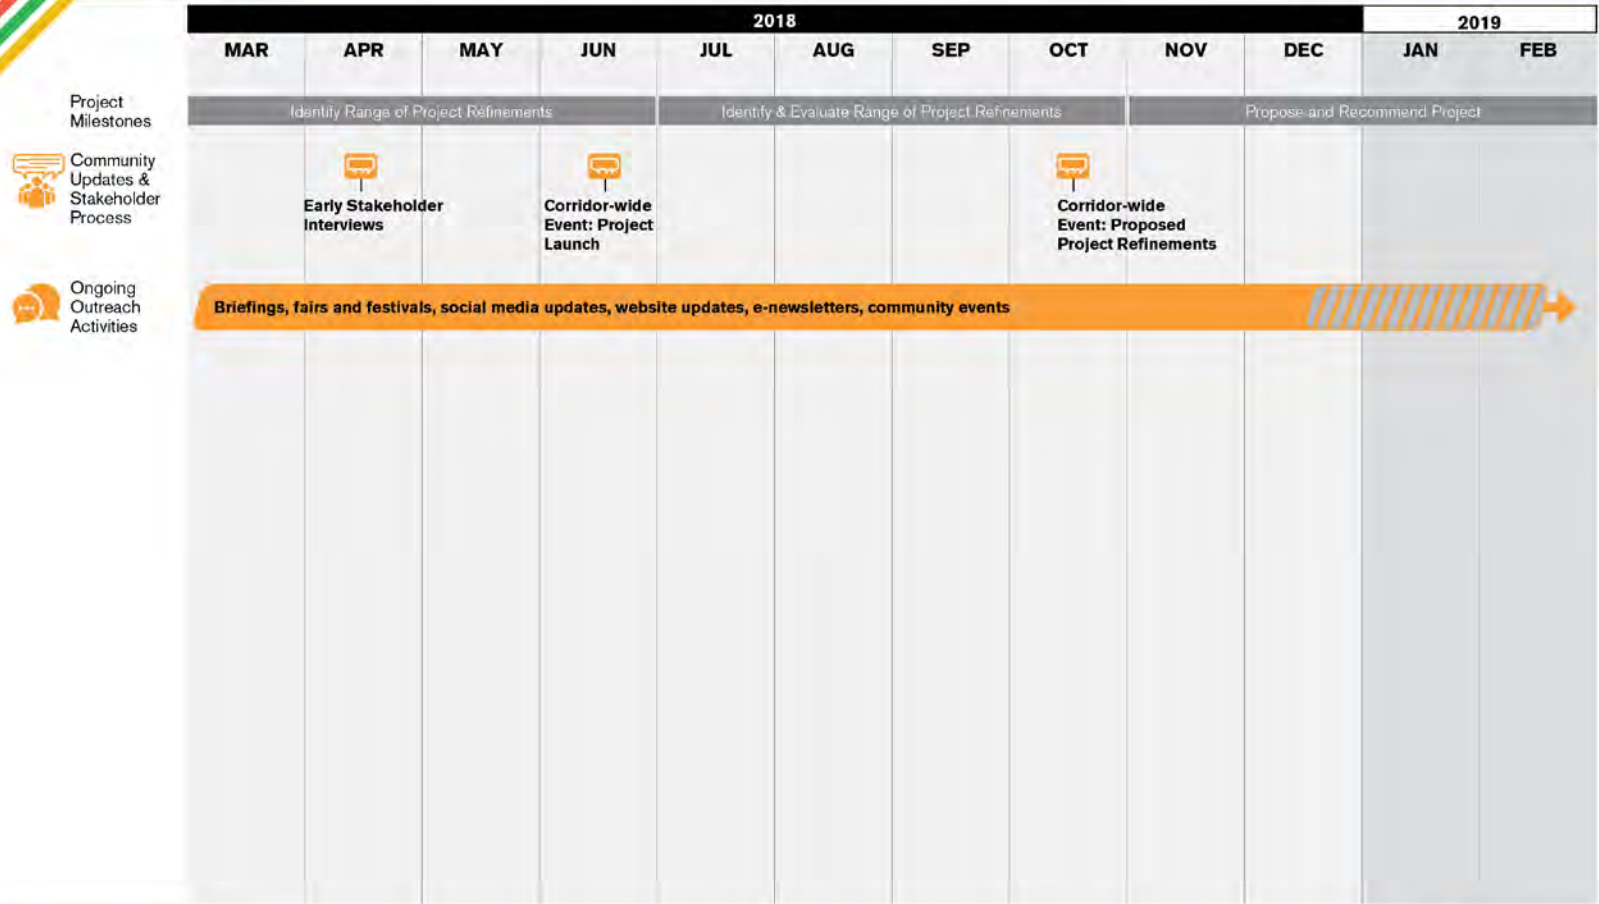 2018
2019
MAR APR MAY JUN JUL AUG SEP OCT NOV DEC JAN FEB
Project
Milestones
Identify Range of Project Refinements
Identify & Evaluate Range of Project Refinements
Propose and Recommend Project
Community
Updates &
Stakeholder
Process
Early Stakeholder
Interviews
Corridor-wide
Event: Project
Launch
Corridor-wide
Event: Proposed
Project Refinements
Ongoing
Outreach
Activities
Briefings, fairs and festivals, social media updates, website updates, e-newsletters, community events